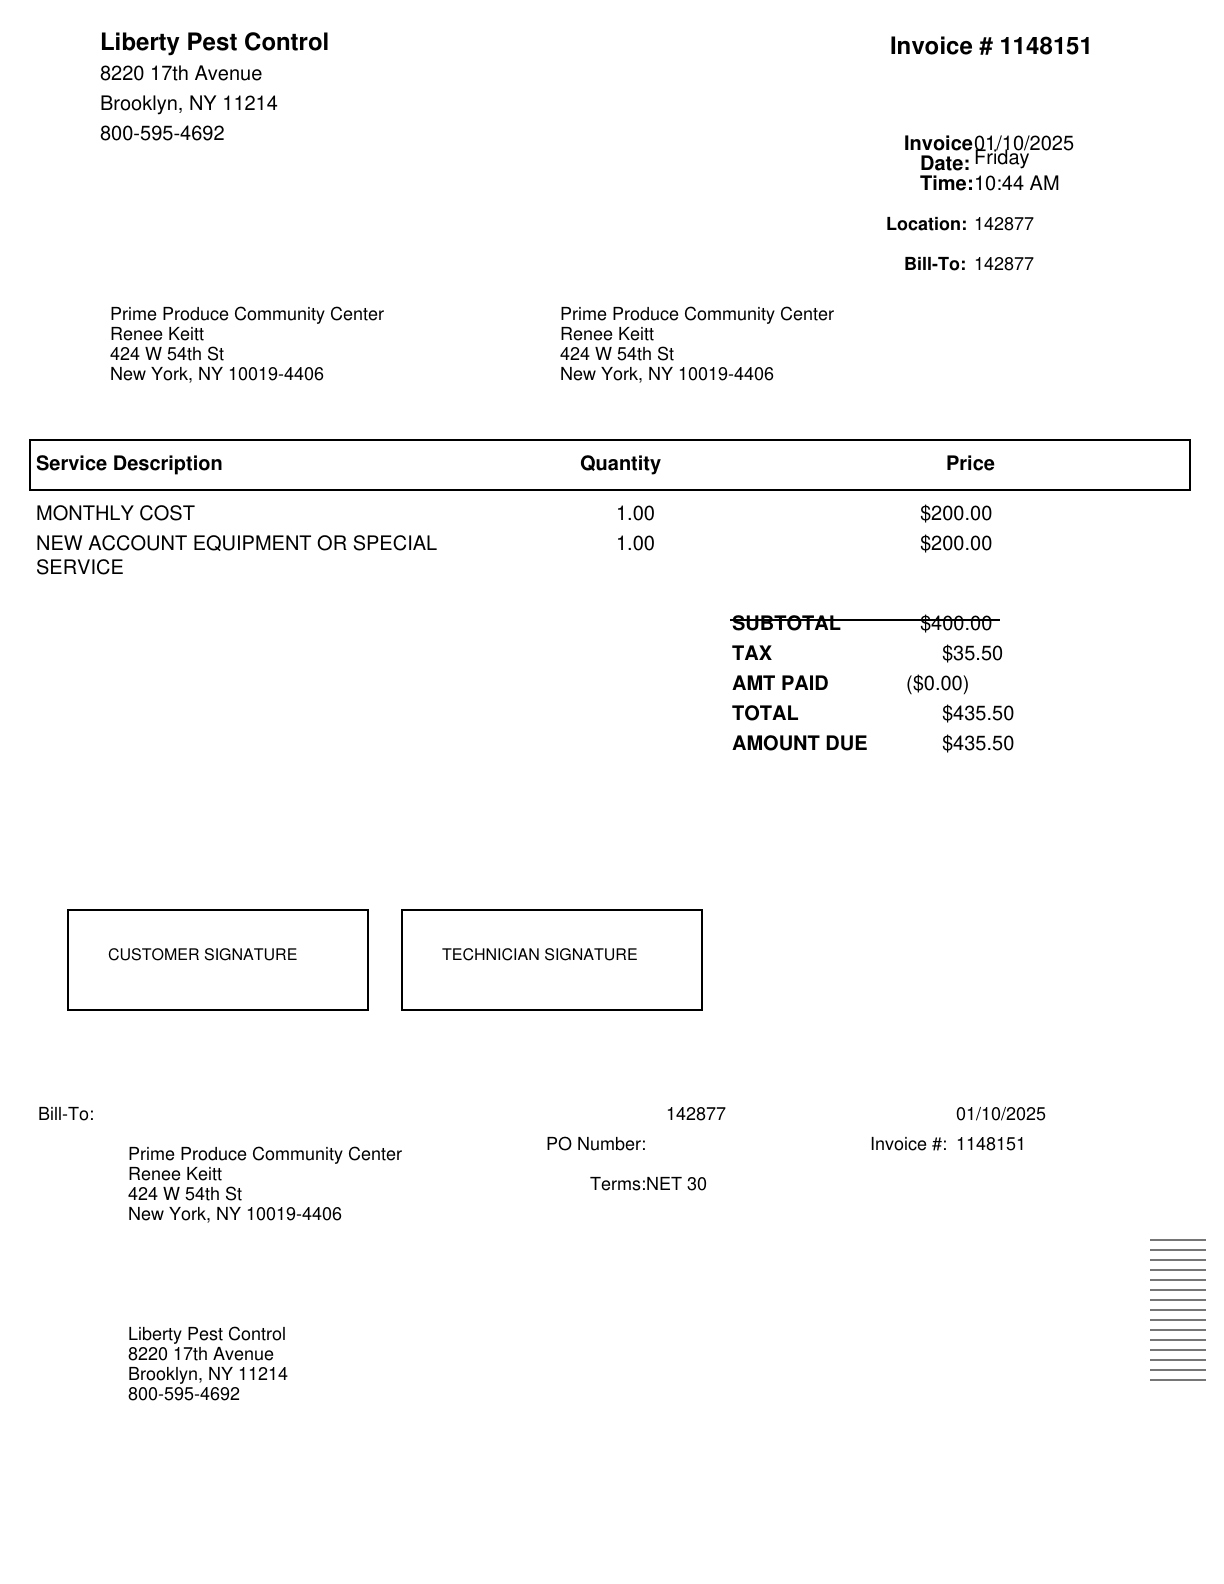 Liberty Pest Control
8220 17th Avenue
Brooklyn, NY 11214
800-595-4692
Invoice # 1148151
Invoice Date: 01/10/2025
Friday
Time: 10:44 AM
Location: 142877
Bill-To: 142877
Prime Produce Community Center
Renee Keitt
424 W 54th St
New York, NY 10019-4406
Prime Produce Community Center
Renee Keitt
424 W 54th St
New York, NY 10019-4406
Service Description Quantity Price
MONTHLY COST 1.00 $200.00
NEW ACCOUNT EQUIPMENT OR SPECIAL 1.00 $200.00
SERVICE
SUBTOTAL $400.00
TAX $35.50
AMT PAID ($0.00)
TOTAL $435.50
AMOUNT DUE $435.50
CUSTOMER SIGNATURE
TECHNICIAN SIGNATURE
Bill-To: 142877 01/10/2025
Prime Produce Community Center
Renee Keitt
424 W 54th St
New York, NY 10019-4406
PO Number:
Invoice #: 1148151
Terms:NET 30
Liberty Pest Control
8220 17th Avenue
Brooklyn, NY 11214
800-595-4692